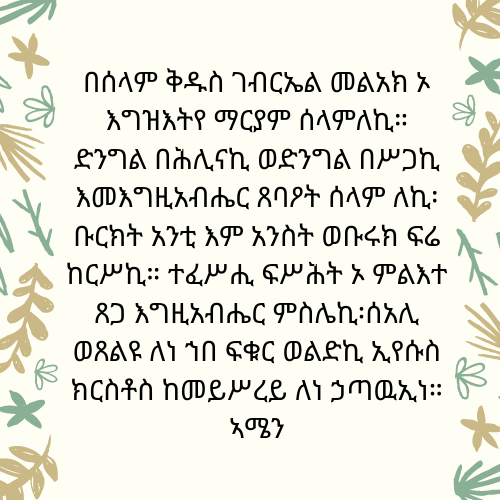 በሰላም ቅዱስ ገብርኤል መልአክ ኦ
እግዝእትየ ማርያም ሰላምለኪ።
ድንግል በሕሊናኪ ወድንግል በሥጋኪ
እመእግዚአብሔር ጸባዖት ሰላም ለኪ፡
ቡርክት አንቲ እም አንስት ወቡሩክ ፍሬ
ከርሥኪ። ተፈሥሒ ፍሥሕት ኦ ምልእተ
ጸጋ እግዚአብሔር ምስሌኪ፡ሰአሊ
ወጸልዩ ለነ ኀበ ፍቁር ወልድኪ ኢየሱስ
ክርስቶስ ከመይሥረይ ለነ ኃጣዉኢነ።
ኣሜን